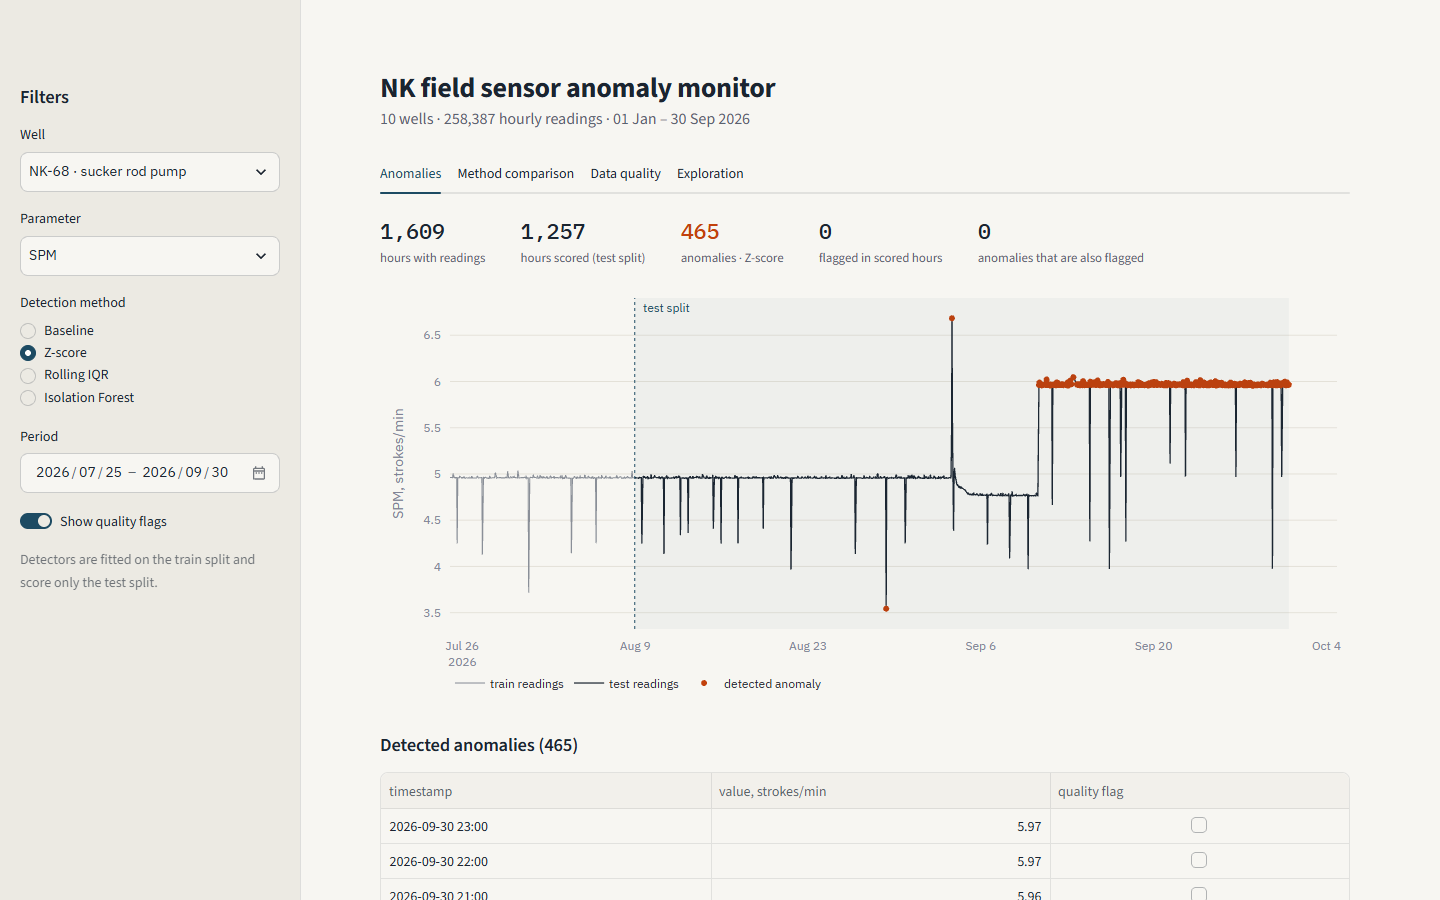 Filters
Well
NK-68 · sucker rod pump
Parameter
SPM
Detection method
Baseline
Z-score
Rolling IQR
Isolation Forest
Period
2026/07/25 – 2026/09/30
Show quality flags
Detectors are fitted on the train split and
score only the test split.
NK field sensor anomaly monitor
10 wells · 258,387 hourly readings · 01 Jan – 30 Sep 2026
Anomalies Method comparison Data quality Exploration
1,609 1,257 465 0 0
hours with readings hours scored (test split) anomalies · Z-score flagged in scored hours anomalies that are also flagged
test split
SPM, strokes/min
6.5
6
5.5
5
4.5
4
3.5
Jul 26 Aug 9 Aug 23 Sep 6 Sep 20 Oct 4
2026
train readings test readings detected anomaly
Detected anomalies (465)
timestamp value, strokes/min quality flag
2026-09-30 23:00 5.97
2026-09-30 22:00 5.97
2026-09-30 21:00 5.96